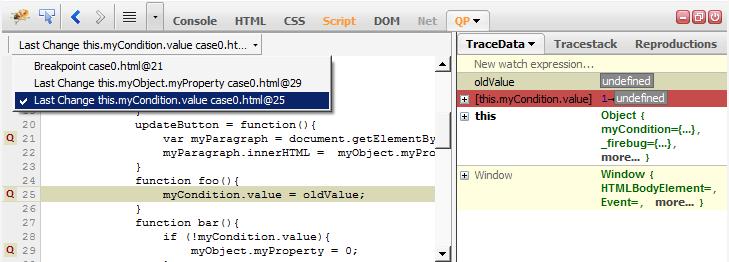 Console HTML CSS Script DOM Net QP
Last Change this.myCondition.value case0.ht...
TraceData Tracestack Reproductions
Breakpoint case0.html@21
Last Change this.myObject.myProperty case0.html@29
Last Change this.myCondition.value case0.html@25
19 }
20 updateButton = function(){
Q 21 var myParagraph = document.getElementBy
22 myParagraph.innerHTML = myObject.myPro
23 }
24 function foo(){
Q 25 myCondition.value = oldValue;
26 }
27 function bar(){
28 if (!myCondition.value){
Q 29 myObject.myProperty = 0;
30 }
New watch expression...
oldValue undefined
[this.myCondition.value] 1→undefined
this Object {
myCondition={...},
_firebug={...},
more... }
Window Window {
HTMLBodyElement=,
Event=, more... }